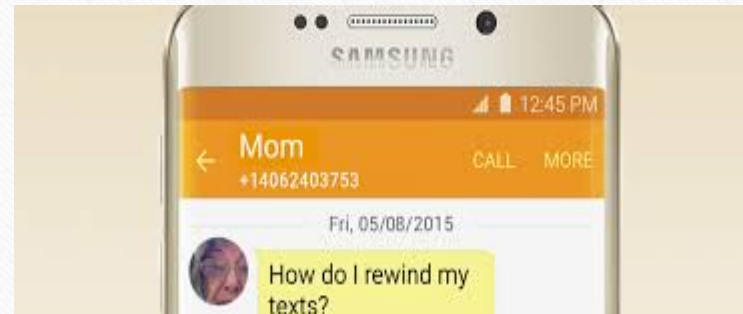 SAMSUNG
12:45 PM
Mom
CALL MORE
+14062403753
Fri, 05/08/2015
How do I rewind my
texts?